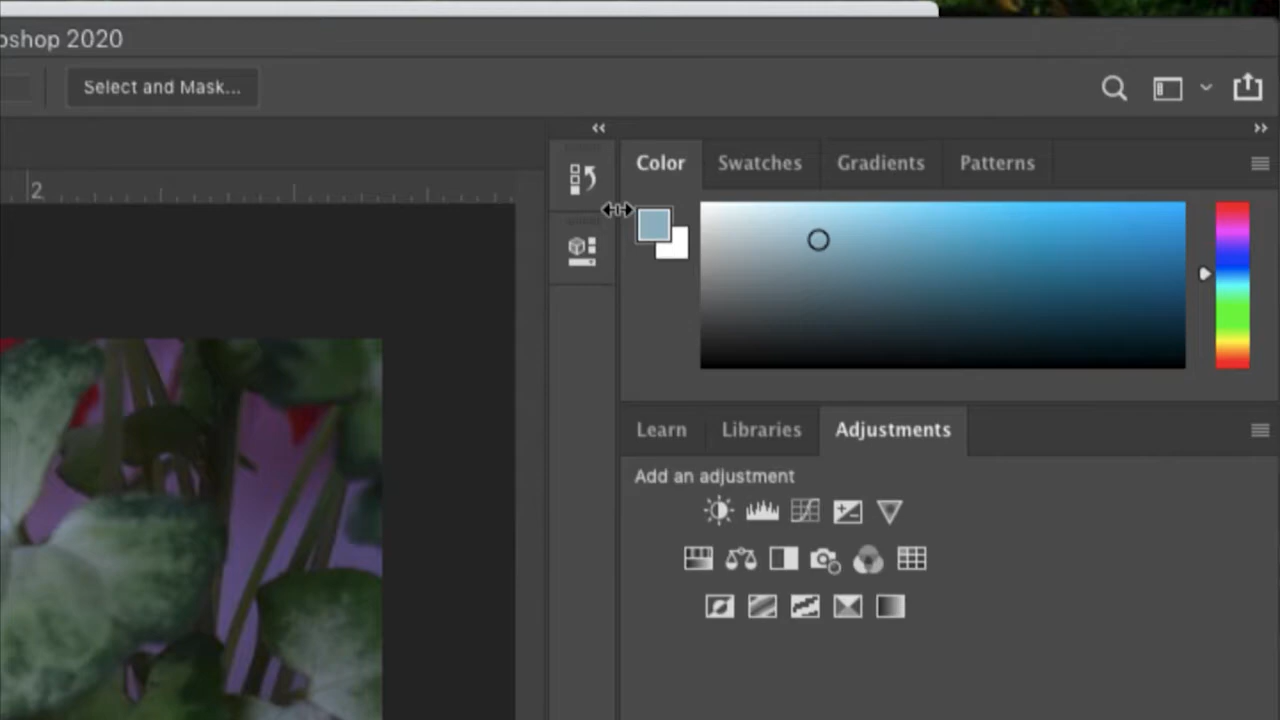 oshop 2020
Select and Mask...
Color Swatches Gradients Patterns
2
Learn Libraries Adjustments
Add an adjustment